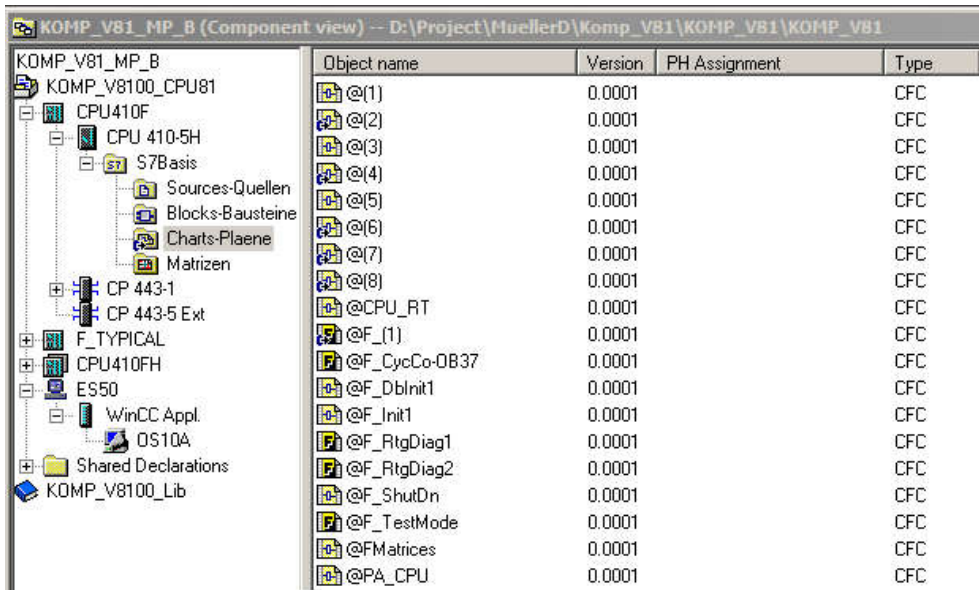 KOMP_V81_MP_B (Component view) -- D:\Project\MuellerD\Komp_V81\KOMP_V81\KOMP_V81
KOMP_V81_MP_B
KOMP_V8100_CPU81
CPU410F
CPU 410-5H
S7Basis
Sources-Quellen
Blocks-Bausteine
Charts-Plaene
Matrizen
CP 443-1
CP 443-5 Ext
F_TYPICAL
CPU410FH
ES50
WinCC Appl.
OS10A
Shared Declarations
KOMP_V8100_Lib
Object name Version PH Assignment Type
@(1) 0.0001 CFC
@(2) 0.0001 CFC
@(3) 0.0001 CFC
@(4) 0.0001 CFC
@(5) 0.0001 CFC
@(6) 0.0001 CFC
@(7) 0.0001 CFC
@(8) 0.0001 CFC
@CPU_RT 0.0001 CFC
@F_(1) 0.0001 CFC
@F_CycCo-OB37 0.0001 CFC
@F_DbInit1 0.0001 CFC
@F_Init1 0.0001 CFC
@F_RtgDiag1 0.0001 CFC
@F_RtgDiag2 0.0001 CFC
@F_ShutDn 0.0001 CFC
@F_TestMode 0.0001 CFC
@FMatrices 0.0001 CFC
@PA_CPU 0.0001 CFC